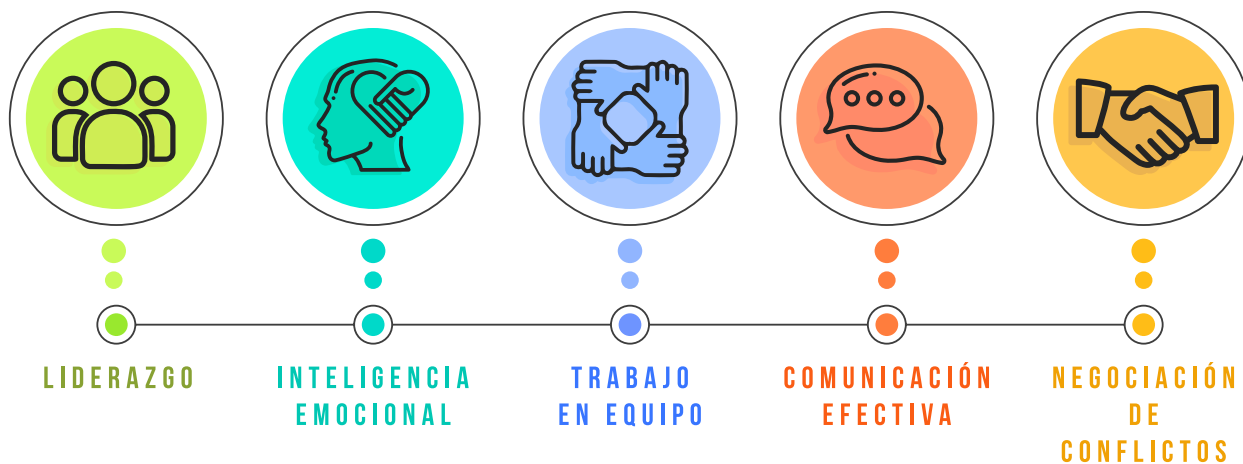 LIDERAZGO
INTELIGENCIA
EMOCIONAL
TRABAJO
EN EQUIPO
COMUNICACIÓN
EFECTIVA
NEGOCIACIÓN
DE
CONFLICTOS